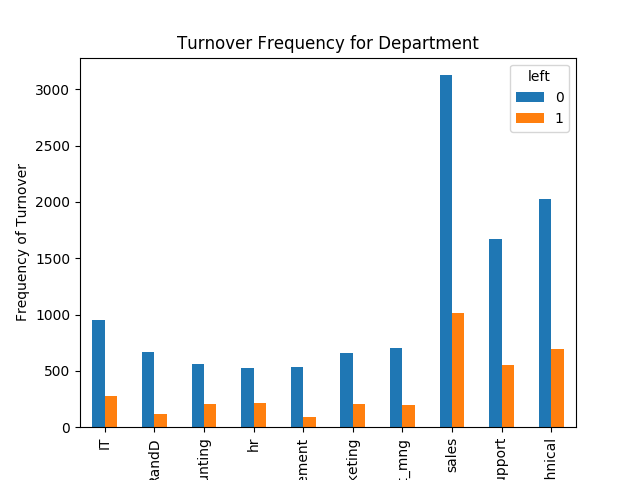 Turnover Frequency for Department
left
0
1
Frequency of Turnover
3000
2500
2000
1500
1000
500
0
IT
RandD
unting
hr
ement
keting
t_mng
sales
upport
hnical